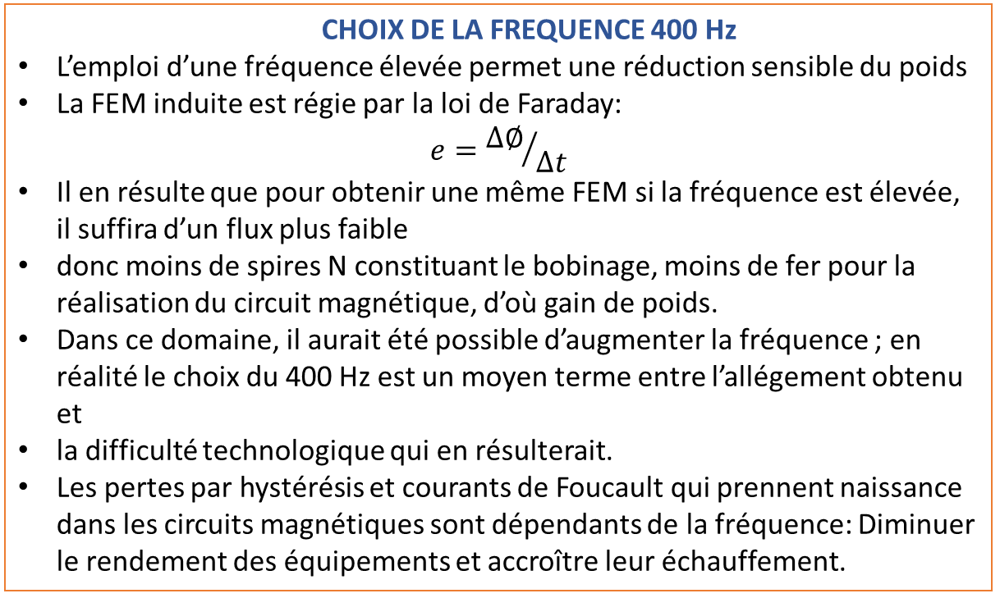 CHOIX DE LA FREQUENCE 400 Hz
• L’emploi d’une fréquence élevée permet une réduction sensible du poids
• La FEM induite est régie par la loi de Faraday:
e = ΔØ/Δt
• Il en résulte que pour obtenir une même FEM si la fréquence est élevée,
il suffira d’un flux plus faible
• donc moins de spires N constituant le bobinage, moins de fer pour la
réalisation du circuit magnétique, d’où gain de poids.
• Dans ce domaine, il aurait été possible d’augmenter la fréquence ; en
réalité le choix du 400 Hz est un moyen terme entre l’allégement obtenu
et
• la difficulté technologique qui en résulterait.
• Les pertes par hystérésis et courants de Foucault qui prennent naissance
dans les circuits magnétiques sont dépendants de la fréquence: Diminuer
le rendement des équipements et accroître leur échauffement.